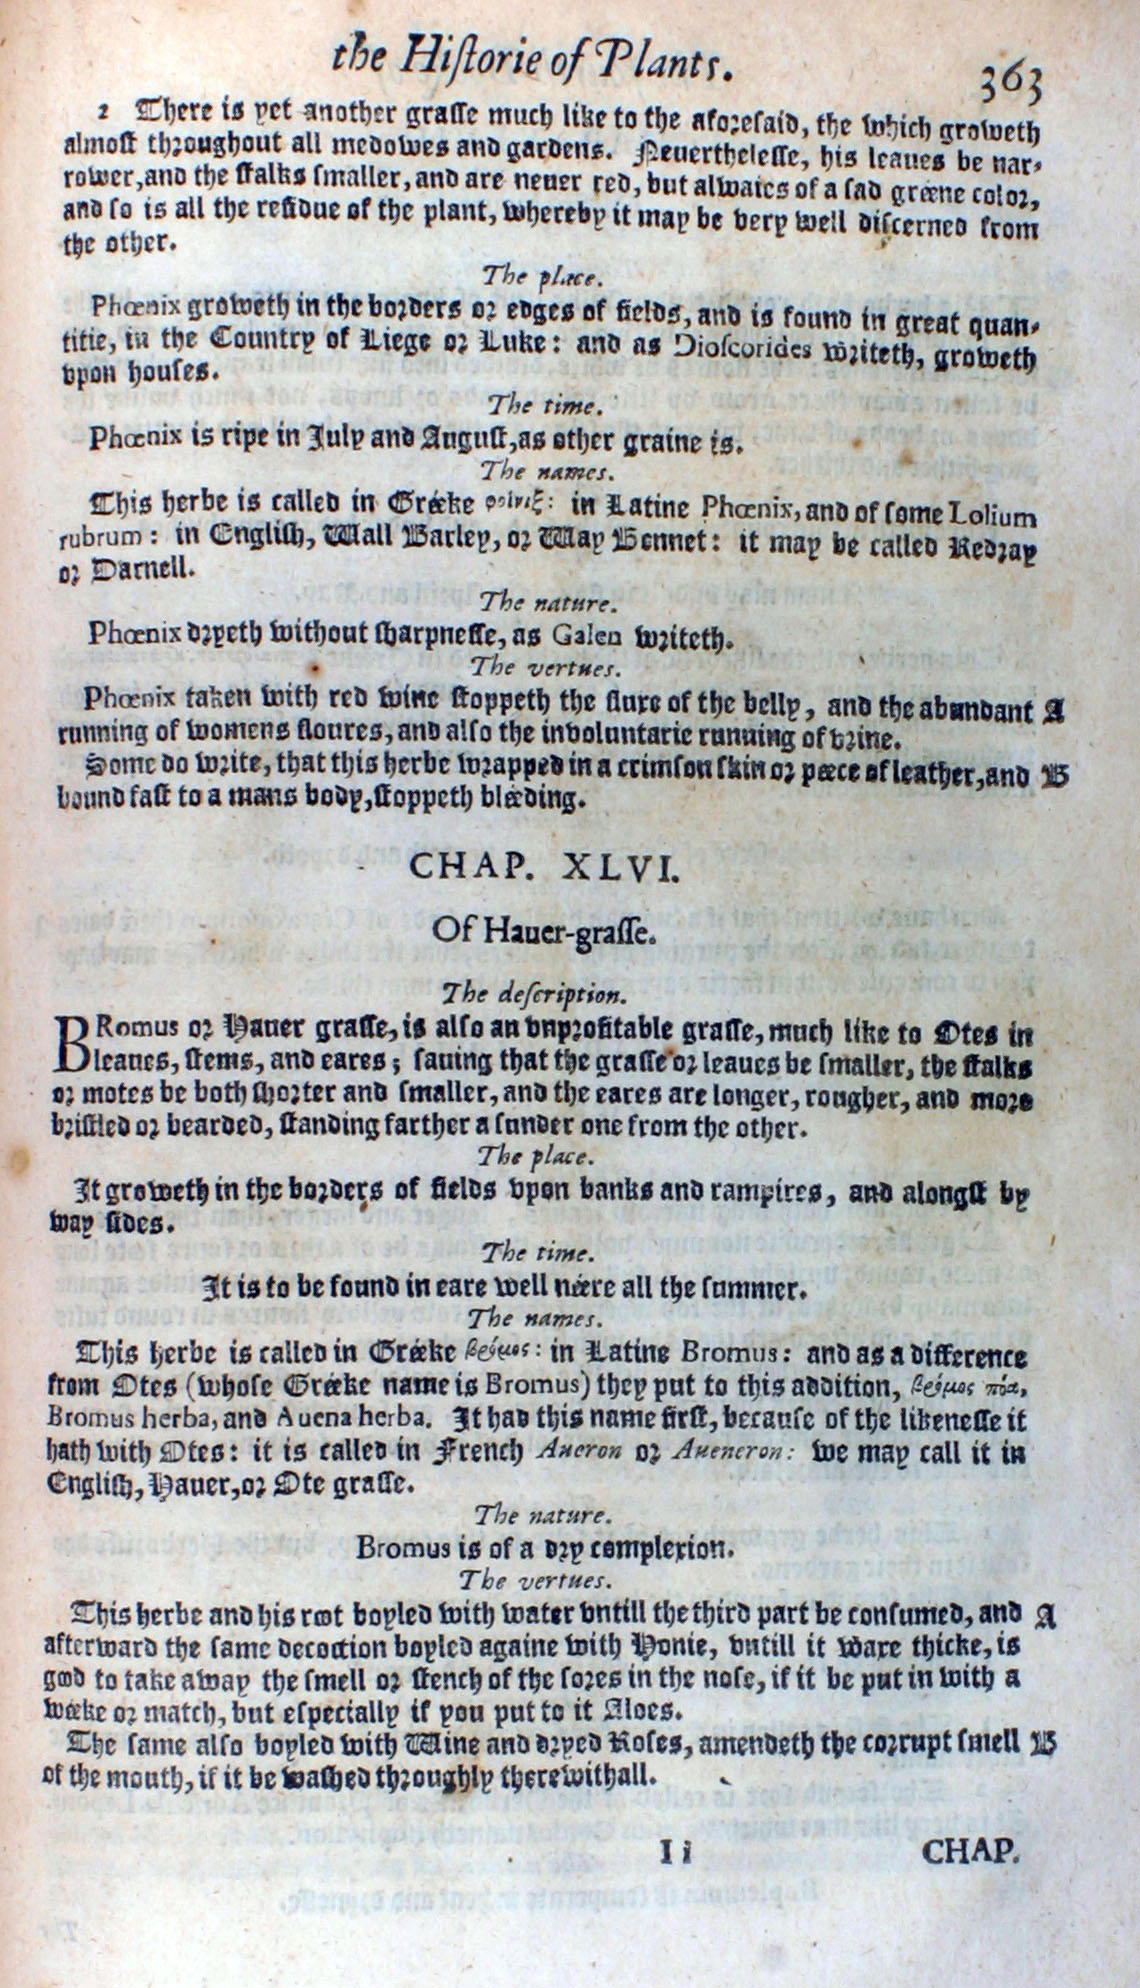 the Hiſtorie of Plants. 363
2 There is yet another graſſe much like to the aforeſaid, the which groweth
almoſt throughout all medowes and gardens. Neuertheleſſe, his leaues be nar-
rower, and the ſtalks ſmaller, and are neuer red, but alwaies of a ſad greene color,
and ſo is all the reſidue of the plant, whereby it may be very well diſcerned from
the other.
The place.
Phœnix groweth in the borders or edges of fields, and is found in great quan-
titie, in the Country of Liege or Luke: and as Dioſcorides writeth, groweth
vpon houſes.
The time.
Phœnix is ripe in July and Auguſt, as other graine is.
The names.
This herbe is called in Greeke φοίνιξ: in Latine Phœnix, and of ſome Lolium
rubrum: in Engliſh, Wall Barley, or Way Bennet: it may be called Redray
or Darnell.
The nature.
Phœnix dryeth without ſharpneſſe, as Galen writeth.
The vertues.
Phœnix taken with red wine ſtoppeth the flure of the belly, and the abundant A
running of womens floures, and alſo the involuntarie running of vrine.
Some do write, that this herbe wrapped in a crimſon ſkin or peece of leather, and B
bound faſt to a mans body, ſtoppeth bleeding.
CHAP. XLVI.
Of Hauer-graſſe.
The deſcription.
BRomus or Hauer graſſe, is alſo an vnprofitable graſſe, much like to Otes in
leaues, ſtems, and eares; ſauing that the graſſe or leaues be ſmaller, the ſtalks
or motes be both ſhorter and ſmaller, and the eares are longer, rougher, and more
briſtled or bearded, ſtanding farther a ſunder one from the other.
The place.
It groweth in the borders of fields vpon banks and rampires, and alongſt by
way ſides.
The time.
It is to be found in eare well neere all the ſummer.
The names.
This herbe is called in Greeke βρόμος: in Latine Bromus: and as a difference
from Otes (whoſe Greeke name is Bromus) they put to this addition, βρόμος πόα,
Bromus herba, and Auena herba. It had this name firſt, becauſe of the likeneſſe it
hath with Otes: it is called in French Aueron or Aueneron: we may call it in
Engliſh, Hauer, or Ote graſſe.
The nature.
Bromus is of a dry complexion.
The vertues.
This herbe and his root boyled with water vntill the third part be conſumed, and A
afterward the ſame decoction boyled againe with Honie, vntill it ware thicke, is
good to take away the ſmell or ſtench of the ſores in the noſe, if it be put in with a
weeke or match, but eſpecially if you put to it Aloes.
The ſame alſo boyled with Wine and dryed Roſes, amendeth the corrupt ſmell B
of the mouth, if it be waſhed throughly therewithall.
I i CHAP.